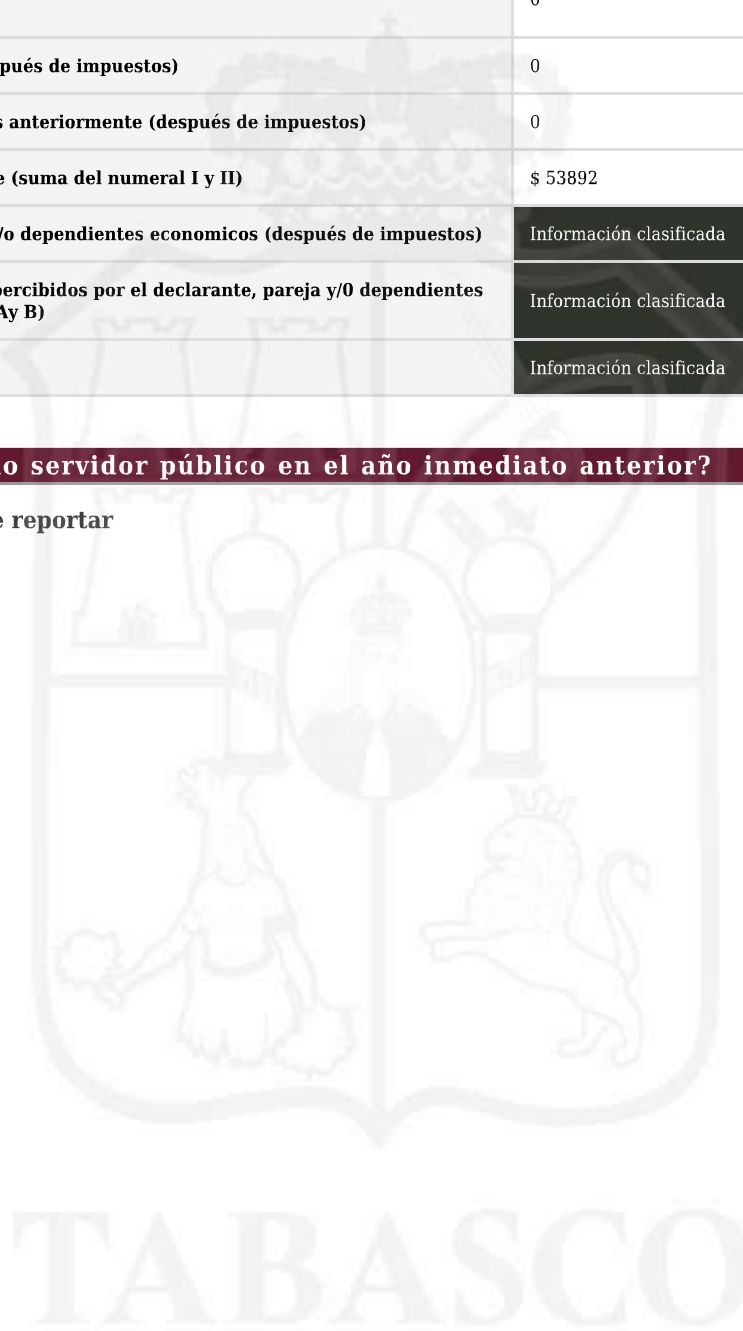 0
pués de impuestos)
0
s anteriormente (después de impuestos)
0
e (suma del numeral I y II)
$ 53892
/o dependientes economicos (después de impuestos)
Información clasificada
percibidos por el declarante, pareja y/0 dependientes
Ay B)
Información clasificada
Información clasificada
o servidor público en el año inmediato anterior?
e reportar
TABASCO